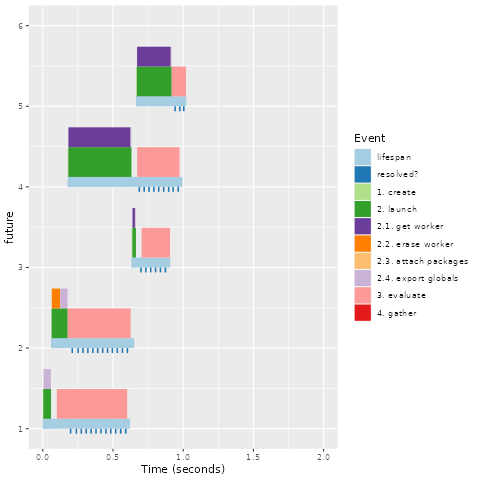 6
5
4
3
2
1
future
0.0 0.5 1.0 1.5 2.0
Time (seconds)
Event
lifespan
resolved?
1. create
2. launch
2.1. get worker
2.2. erase worker
2.3. attach packages
2.4. export globals
3. evaluate
4. gather